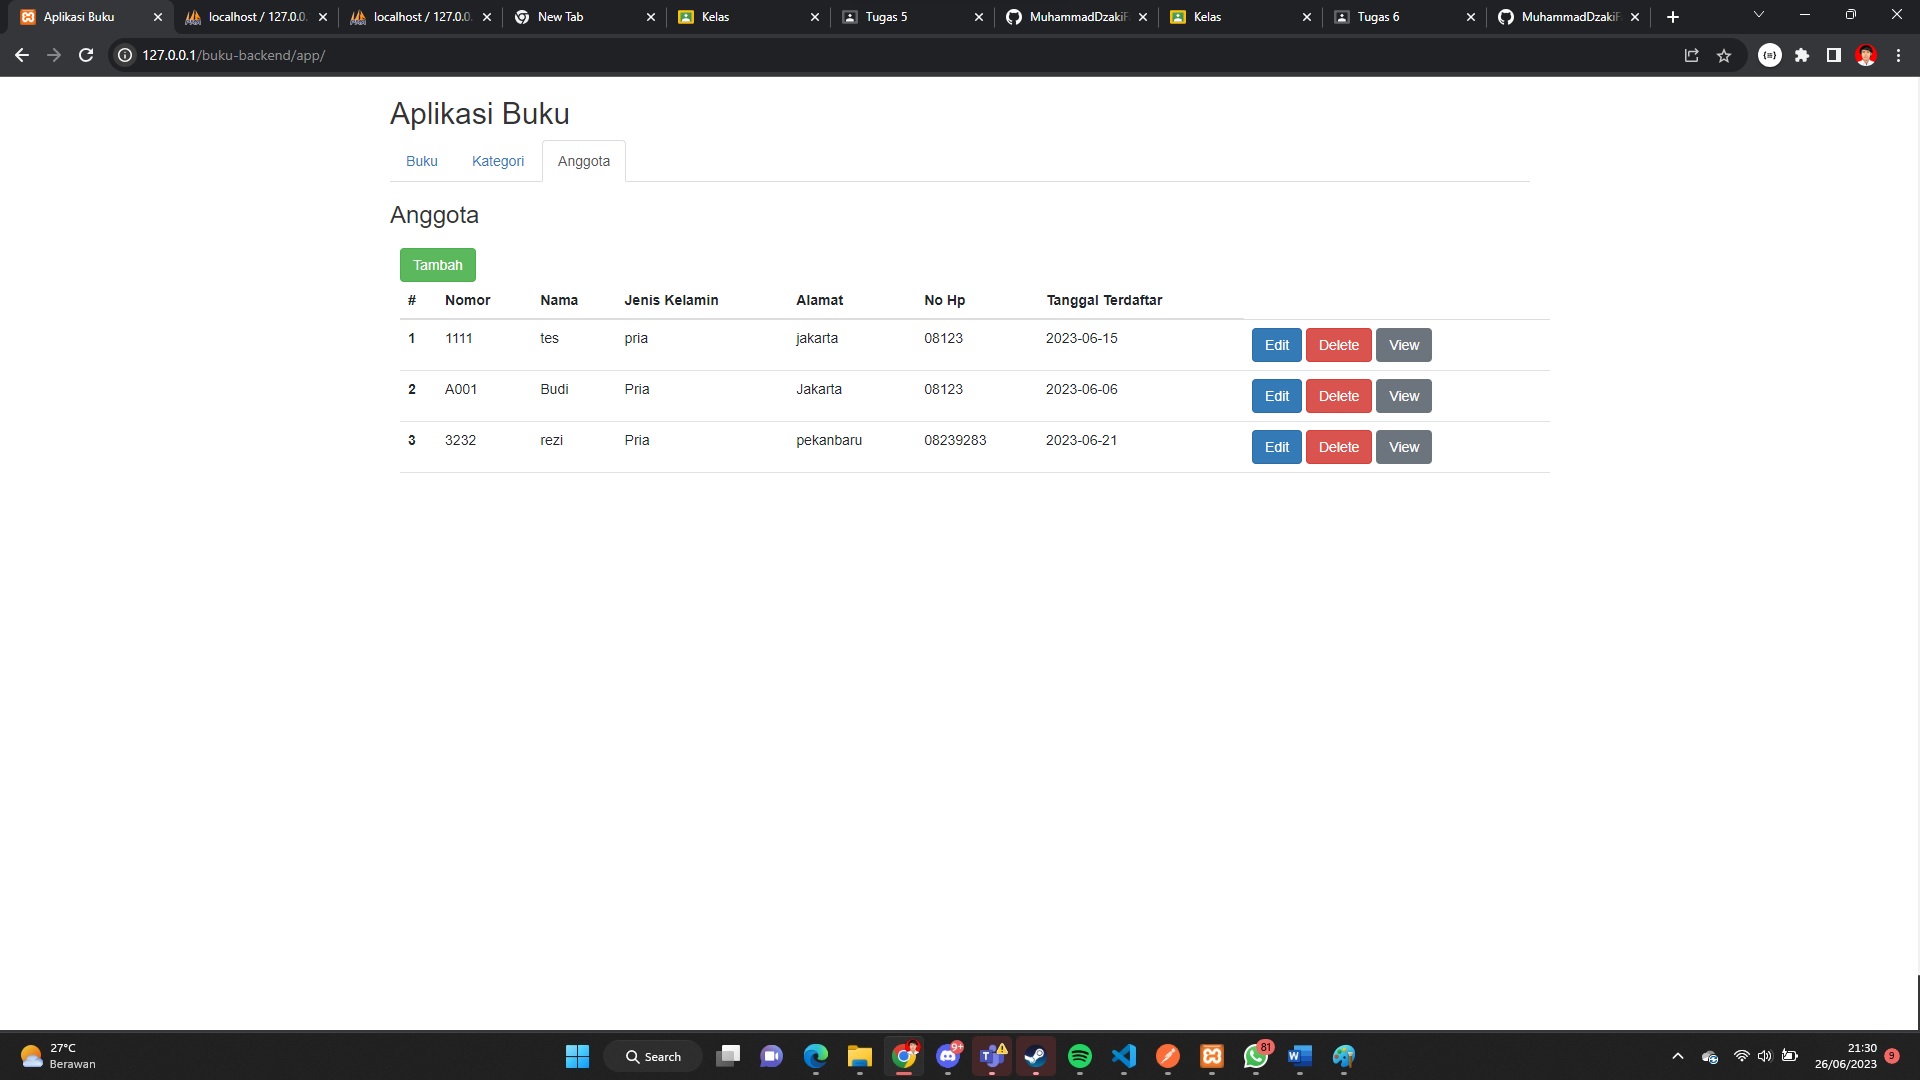 Aplikasi Buku
localhost / 127.0.0.
localhost / 127.0.0.
New Tab
Kelas
Tugas 5
MuhammadDzakiF
Kelas
Tugas 6
MuhammadDzakiF
127.0.0.1/buku-backend/app/
Aplikasi Buku
Buku Kategori Anggota
Anggota
Tambah
# Nomor Nama Jenis Kelamin Alamat No Hp Tanggal Terdaftar
1 1111 tes pria jakarta 08123 2023-06-15 Edit Delete View
2 A001 Budi Pria Jakarta 08123 2023-06-06 Edit Delete View
3 3232 rezi Pria pekanbaru 08239283 2023-06-21 Edit Delete View
27°C
Berawan
Search
9+
81
21:30
26/06/2023
9